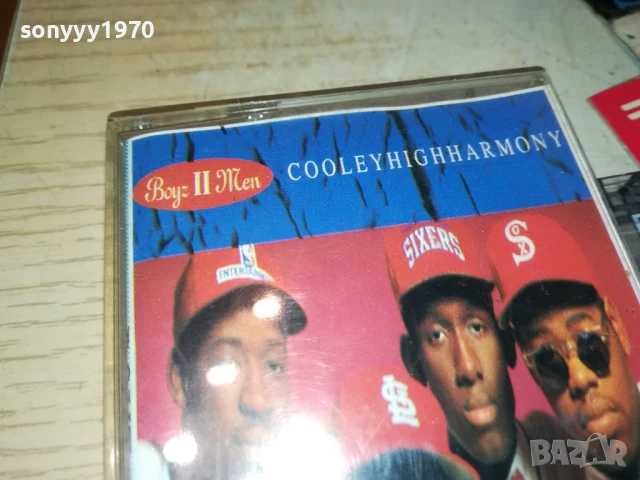 sonyyy1970
Boyz II Men
COOLEYHIGHHARMONY
SIXERS
BAZAR